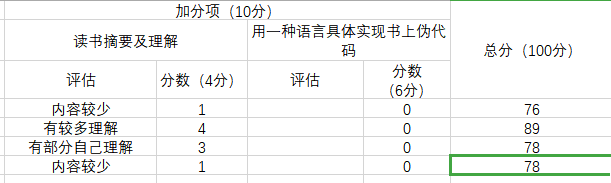 加分项（10分）
读书摘要及理解 用一种语言具体实现书上伪代
码
总分（100分）
评估 分数（4分） 评估 分数
（6分）
内容较少 1 0 76
有较多理解 4 0 89
有部分自己理解 3 0 78
内容较少 1 0 78